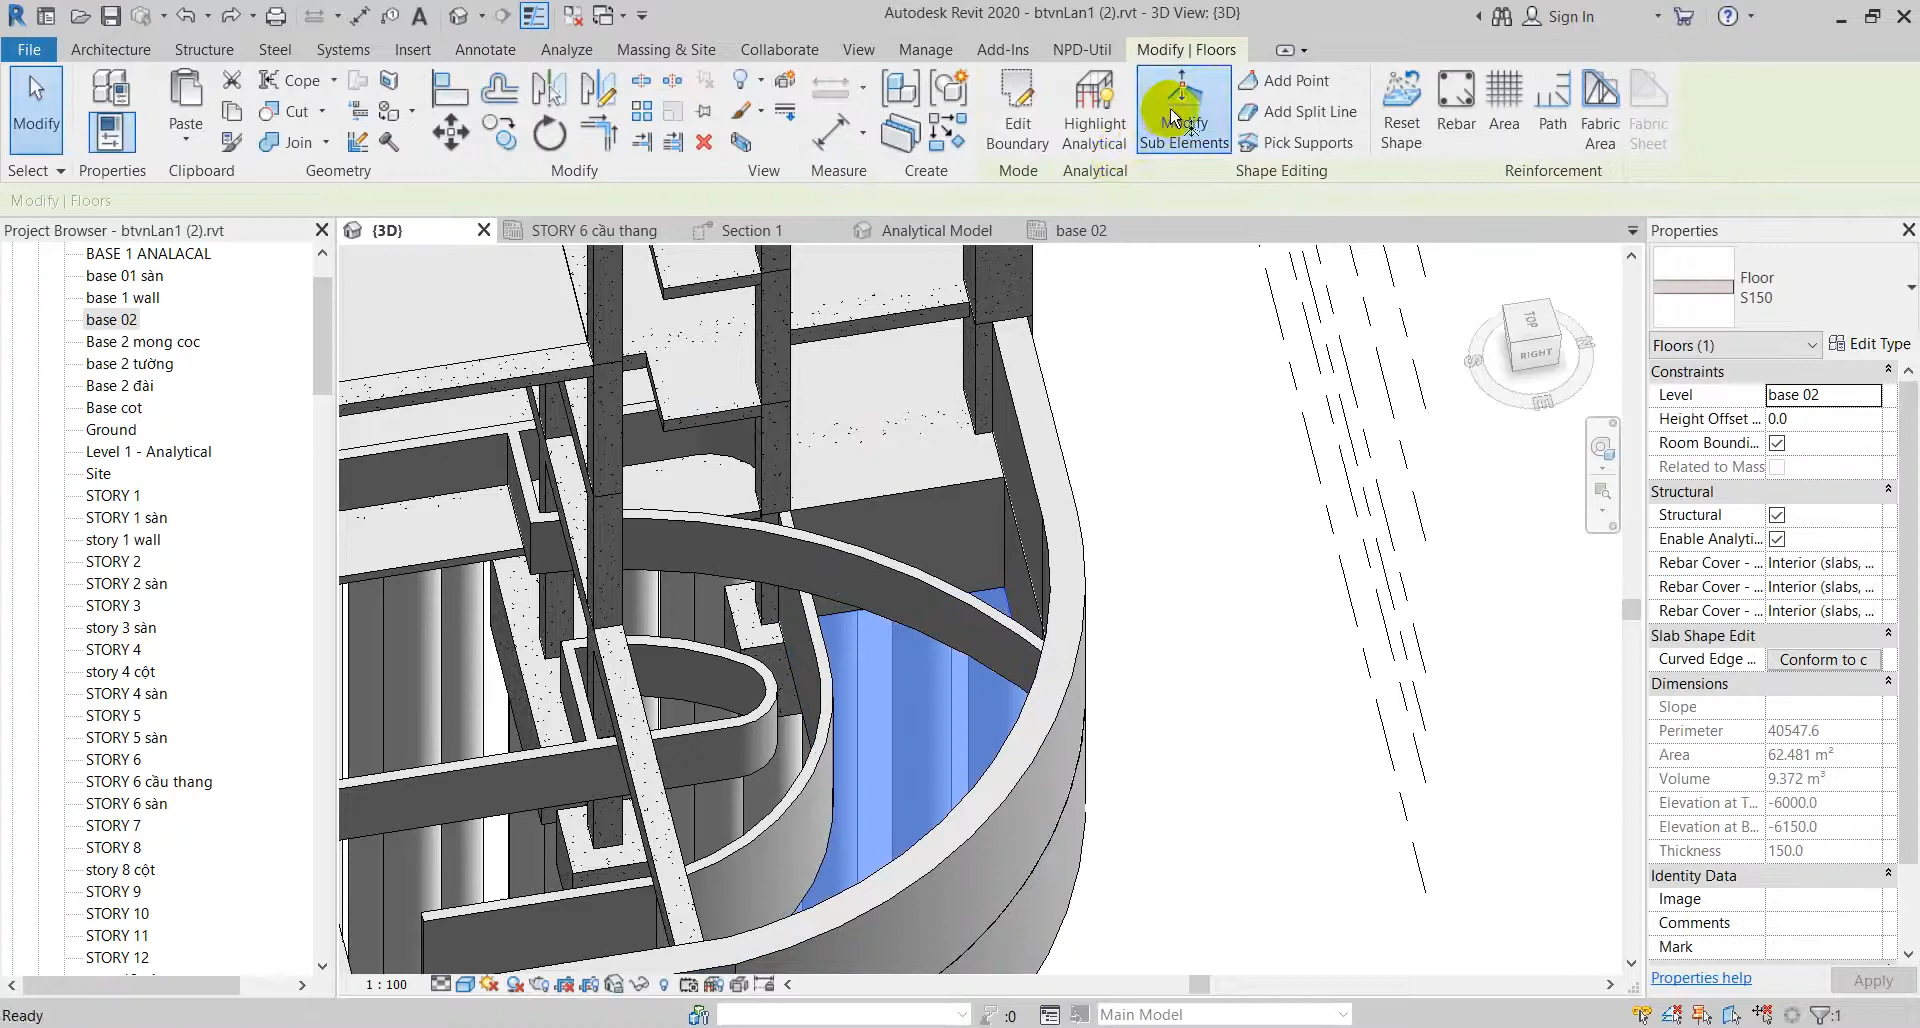 Autodesk Revit 2020 - btvnLan1 (2).rvt - 3D View: {3D}
Sign In
File Architecture Structure Steel Systems Insert Annotate Analyze Massing & Site Collaborate View Manage Add-Ins NPD-Util Modify | Floors
Modify
Paste
Cope
Cut
Join
Edit
Boundary
Highlight
Analytical
Modify
Sub Elements
Add Point
Add Split Line
Pick Supports
Reset
Shape
Rebar
Area
Path
Fabric
Area
Fabric
Sheet
Select Properties Clipboard Geometry Modify View Measure Create Mode Analytical Shape Editing Reinforcement
Modify | Floors
Project Browser - btvnLan1 (2).rvt
BASE 1 ANALACAL
base 01 sàn
base 1 wall
base 02
Base 2 mong coc
base 2 tường
Base 2 đài
Base cot
Ground
Level 1 - Analytical
Site
STORY 1
STORY 1 sàn
story 1 wall
STORY 2
STORY 2 sàn
STORY 3
story 3 sàn
STORY 4
story 4 cột
STORY 4 sàn
STORY 5
STORY 5 sàn
STORY 6
STORY 6 cầu thang
STORY 6 sàn
STORY 7
STORY 8
story 8 cột
STORY 9
STORY 10
STORY 11
STORY 12
{3D} STORY 6 cầu thang Section 1 Analytical Model base 02
TOP
RIGHT
1 : 100
Properties
Floor
S150
Floors (1) Edit Type
Constraints
Level base 02
Height Offset ... 0.0
Room Boundi...
Related to Mass
Structural
Structural
Enable Analyti...
Rebar Cover - ... Interior (slabs, ...
Rebar Cover - ... Interior (slabs, ...
Rebar Cover - ... Interior (slabs, ...
Slab Shape Edit
Curved Edge ... Conform to c
Dimensions
Slope
Perimeter 40547.6
Area 62.481 m²
Volume 9.372 m³
Elevation at T... -6000.0
Elevation at B... -6150.0
Thickness 150.0
Identity Data
Image
Comments
Mark
Properties help Apply
Ready
:0
Main Model
:1